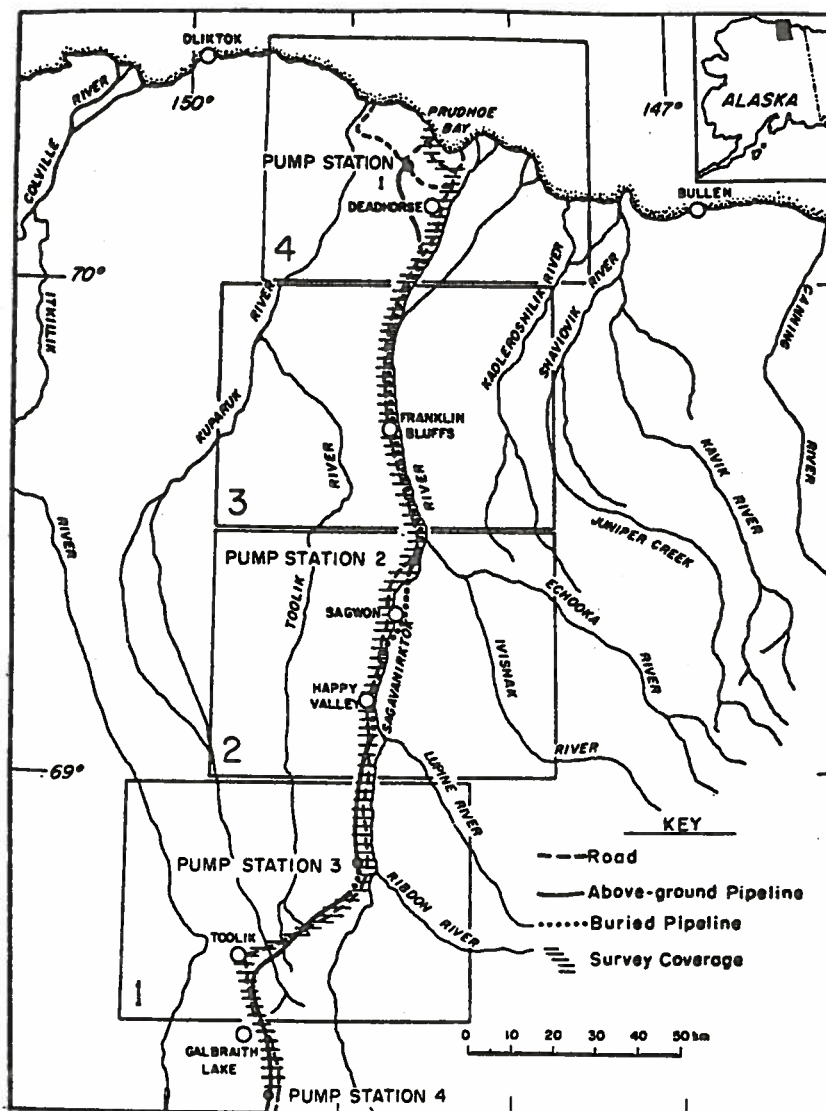 OLIKTOK
150°
RIVER
COLVILLE
PRUDHOE
BAY
147°
ALASKA
PUMP STATION
1
DEADHORSE
BULLEN
4
70°
ITKILIK
RIVER
KADLEROSHILIK RIVER
SHAVIOVIK RIVER
CANNING
RIVER
KUPARUK
FRANKLIN
BLUFFS
RIVER
RIVER
KAVIK RIVER
3
RIVER
JUNIPER CREEK
PUMP STATION 2
TOOLIK
ECHOOKA
RIVER
SAGWON
SAGAVANIRKTOK
IVISHAK
RIVER
HAPPY
VALLEY
2
69°
LUPINE RIVER
KEY
Road
Above-ground Pipeline
Buried Pipeline
Survey Coverage
PUMP STATION 3
RIBDON RIVER
TOOLIK
1
GALBRAITH
LAKE
0 10 20 30 40 50 km
PUMP STATION 4